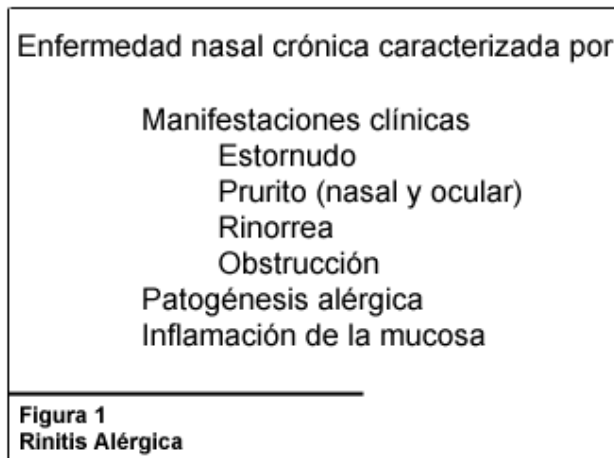 Enfermedad nasal crónica caracterizada por
Manifestaciones clínicas
Estornudo
Prurito (nasal y ocular)
Rinorrea
Obstrucción
Patogénesis alérgica
Inflamación de la mucosa
Figura 1
Rinitis Alérgica